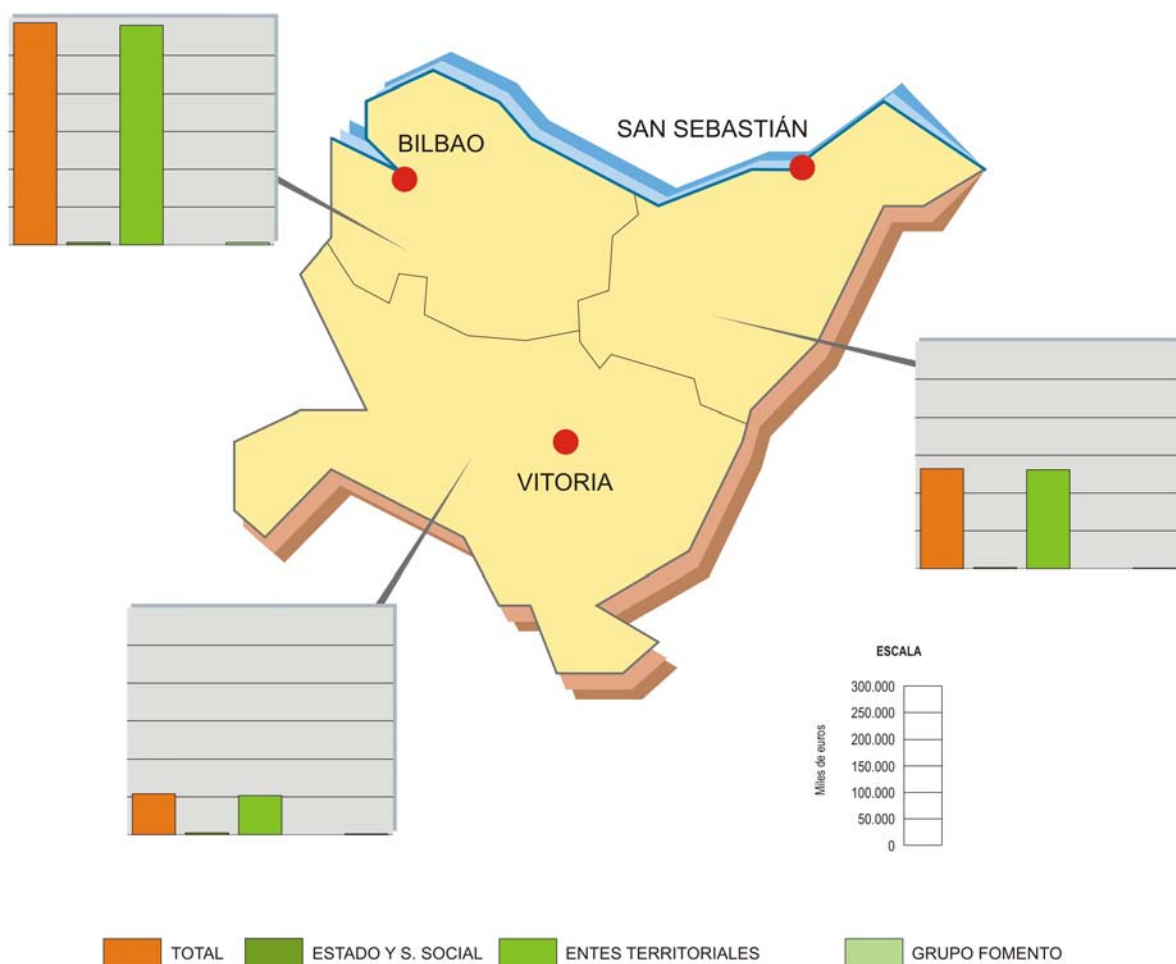 BILBAO
SAN SEBASTIÁN
VITORIA
ESCALA
Miles de euros
300.000
250.000
200.000
150.000
100.000
50.000
0
TOTAL
ESTADO Y S. SOCIAL
ENTES TERRITORIALES
GRUPO FOMENTO